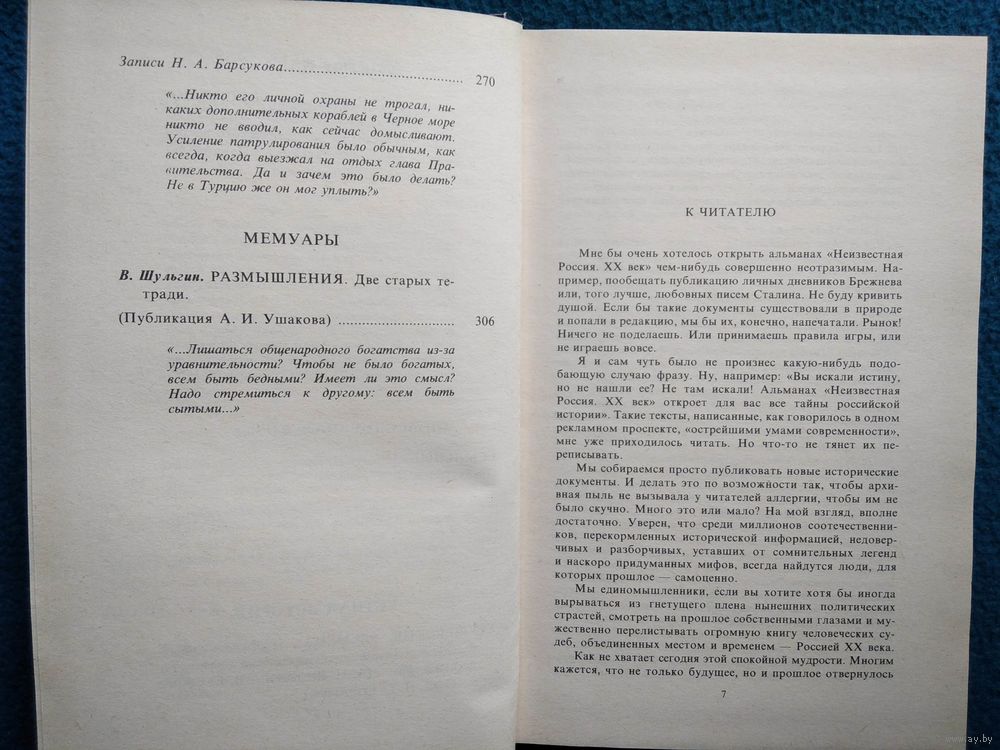 Записи Н. А. Барсукова............................................ 270
«...Никто его личной охраны не трогал, ни-
каких дополнительных кораблей в Черное море
никто не вводил, как сейчас домысливают.
Усиление патрулирования было обычным, как
всегда, когда выезжал на отдых глава Пра-
вительства. Да и зачем это было делать?
Не в Турцию же он мог уплыть?»
МЕМУАРЫ
В. Шульгин. РАЗМЫШЛЕНИЯ. Две старых те-
тради.
(Публикация А. И. Ушакова) ............................. 306
«...Лишаться общенародного богатства из-за
уравнительности? Чтобы не было богатых,
всем быть бедными? Имеет ли это смысл?
Надо стремиться к другому: всем быть
сытыми...»
К ЧИТАТЕЛЮ
Мне бы очень хотелось открыть альманах «Неизвестная
Россия. XX век» чем-нибудь совершенно неотразимым. На-
пример, пообещать публикацию личных дневников Брежнева
или, того лучше, любовных писем Сталина. Не буду кривить
душой. Если бы такие документы существовали в природе
и попали в редакцию, мы бы их, конечно, напечатали. Рынок!
Ничего не поделаешь. Или принимаешь правила игры, или
не играешь вовсе.
Я и сам чуть было не произнес какую-нибудь подо-
бающую случаю фразу. Ну, например: «Вы искали истину,
но не нашли ее? Не там искали! Альманах «Неизвестная
Россия. XX век» откроет для вас все тайны российской
истории». Такие тексты, написанные, как говорилось в одном
рекламном проспекте, «острейшими умами современности»,
мне уже приходилось читать. Но что-то не тянет их пе-
реписывать.
Мы собираемся просто публиковать новые исторические
документы. И делать это по возможности так, чтобы архи-
вная пыль не вызывала у читателей аллергии, чтобы им не
было скучно. Много это или мало? На мой взгляд, вполне
достаточно. Уверен, что среди миллионов соотечественни-
ков, перекормленных исторической информацией, недовер-
чивых и разборчивых, уставших от сомнительных легенд
и наскоро придуманных мифов, всегда найдутся люди, для
которых прошлое — самоценно.
Мы единомышленники, если вы хотите хотя бы иногда
вырываться из гнетущего плена нынешних политических
страстей, смотреть на прошлое собственными глазами и му-
жественно перелистывать огромную книгу человеческих су-
деб, объединенных местом и временем — Россией XX века.
Как не хватает сегодня этой спокойной мудрости. Многим
кажется, что не только будущее, но и прошлое отвернулось
7
www.ay.by